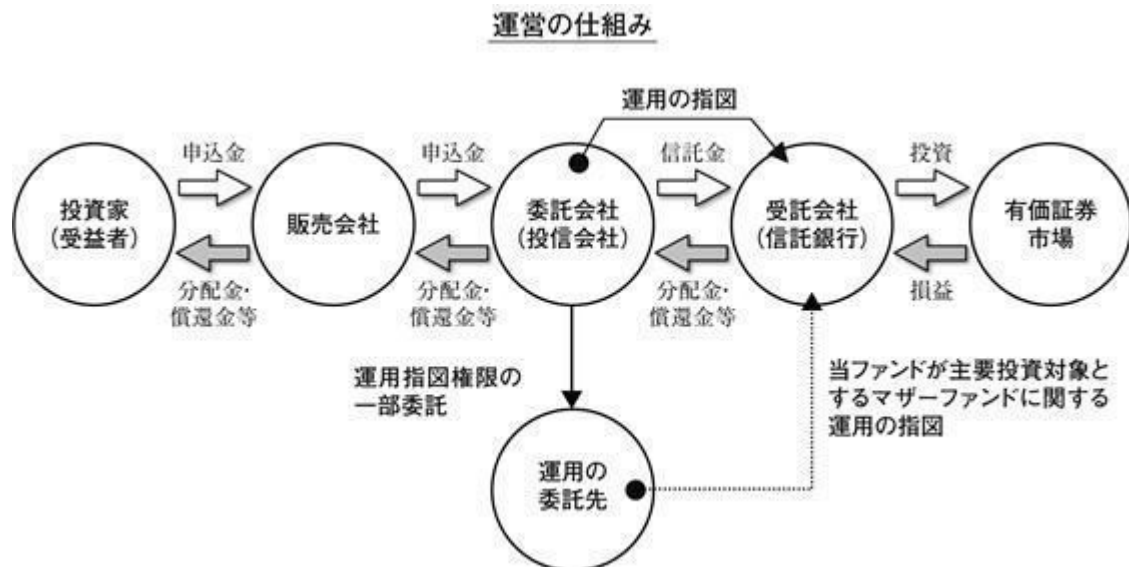 運営の仕組み
運用の指図
申込金
申込金
信託金
投資
投資家
(受益者)
販売会社
委託会社
(投信会社)
受託会社
(信託銀行)
有価証券
市場
分配金・
償還金等
分配金・
償還金等
分配金・
償還金等
損益
運用指図権限の
一部委託
当ファンドが主要投資対象と
するマザーファンドに関する
運用の指図
運用の
委託先